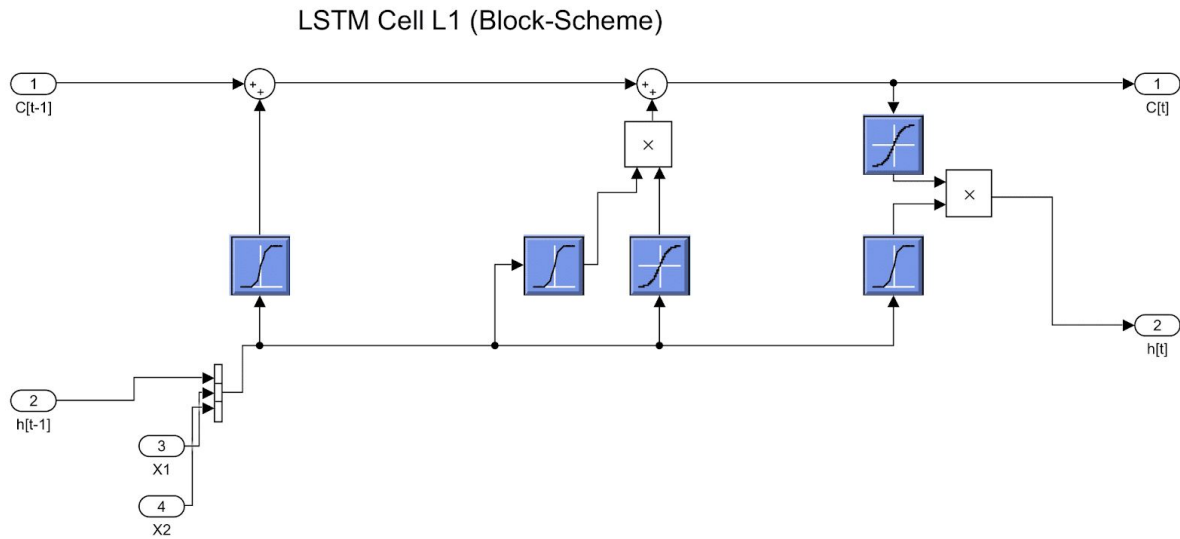 LSTM Cell L1 (Block-Scheme)
1
C[t-1]
+
+
+
+
1
C[t]
×
×
2
h[t]
2
h[t-1]
3
X1
4
X2